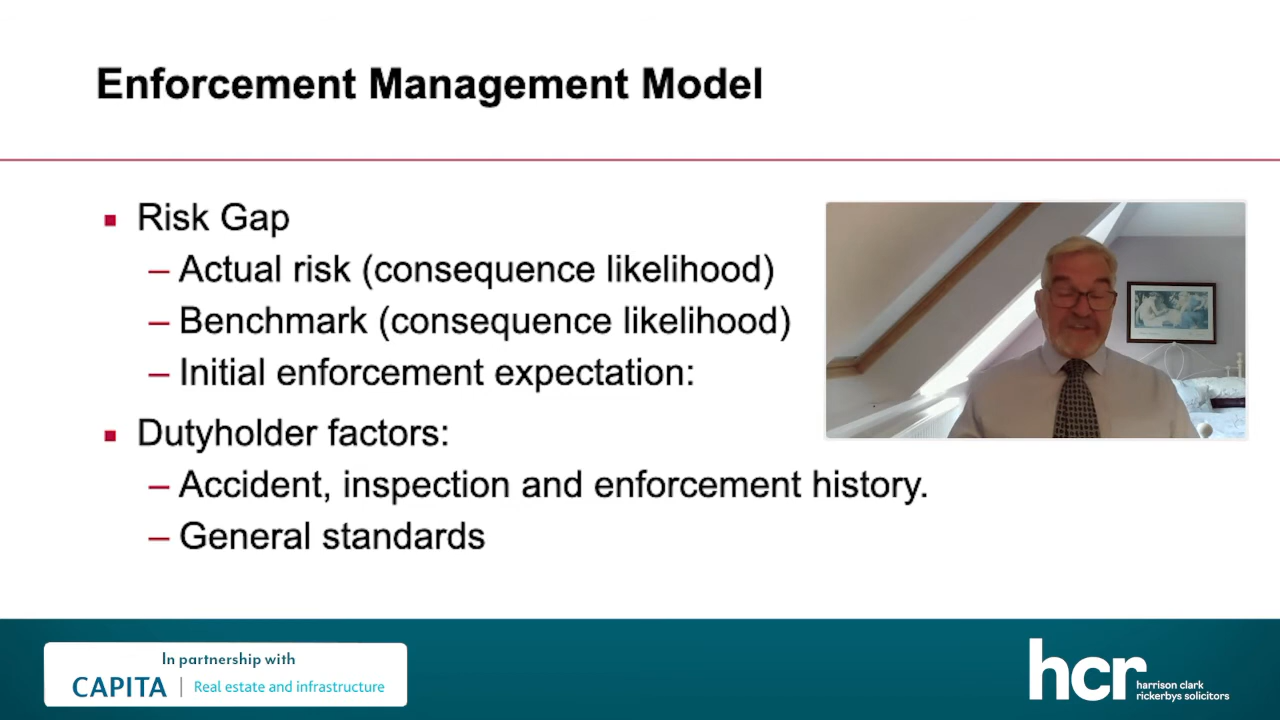 Enforcement Management Model
▪ Risk Gap
– Actual risk (consequence likelihood)
– Benchmark (consequence likelihood)
– Initial enforcement expectation:
▪ Dutyholder factors:
– Accident, inspection and enforcement history.
– General standards
In partnership with
CAPITA | Real estate and infrastructure
hcr harrison clark
rickerbys solicitors